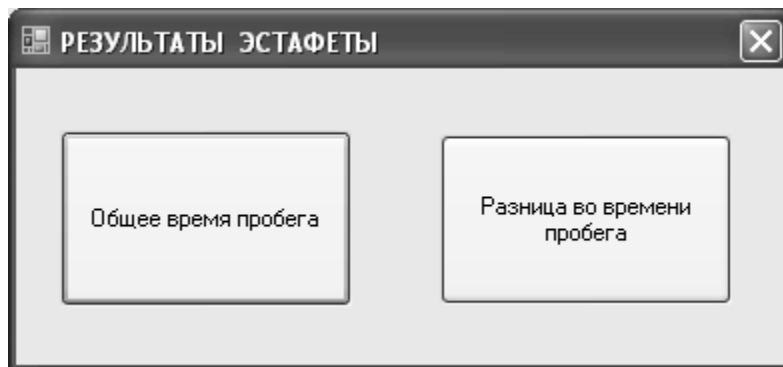 РЕЗУЛЬТАТЫ ЭСТАФЕТЫ
Общее время пробега
Разница во времени
пробега